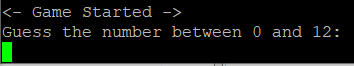 <- Game Started ->
Guess the number between 0 and 12: